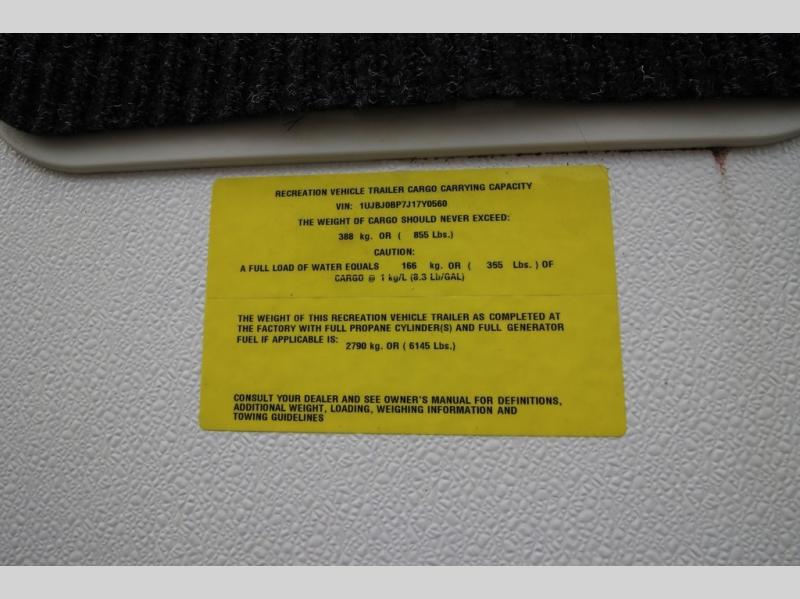 RECREATION VEHICLE TRAILER CARGO CARRYING CAPACITY
VIN: 1UJBJ0BP7J17Y0560
THE WEIGHT OF CARGO SHOULD NEVER EXCEED:
388 kg. OR ( 855 Lbs.)
CAUTION:
A FULL LOAD OF WATER EQUALS 166 kg. OR ( 365 Lbs. ) OF
CARGO @ 1 kg/L (8.3 Lb/GAL)
THE WEIGHT OF THIS RECREATION VEHICLE TRAILER AS COMPLETED AT
THE FACTORY WITH FULL PROPANE CYLINDER(S) AND FULL GENERATOR
FUEL IF APPLICABLE IS: 2790 kg. OR ( 6145 Lbs.)
CONSULT YOUR DEALER AND SEE OWNER'S MANUAL FOR DEFINITIONS,
ADDITIONAL WEIGHT, LOADING, WEIGHING INFORMATION AND
TOWING GUIDELINES